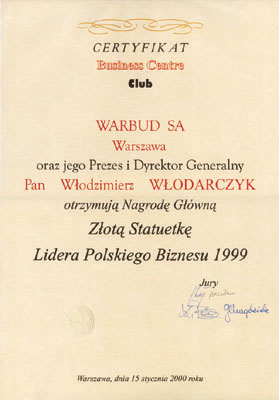 CERTYFIKAT
Business Centre
Club
WARBUD SA
Warszawa
oraz jego Prezes i Dyrektor Generalny
Pan Włodzimierz WŁODARCZYK
otrzymują Nagrodę Główną
Złotą Statuetkę
Lidera Polskiego Biznesu 1999
Jury
Warszawa, dnia 15 stycznia 2000 roku